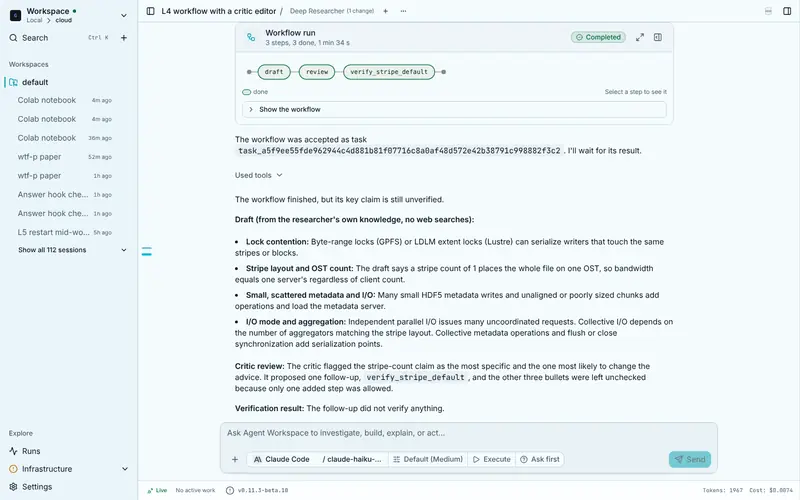 Workspace
Local > cloud
Search Ctrl K +
Workspaces
default
Colab notebook 4m ago
Colab notebook 4m ago
Colab notebook 36m ago
wtf-p paper 52m ago
wtf-p paper 1h ago
Answer hook che... 1h ago
Answer hook che... 1h ago
L5 restart mid-wo... 5h ago
Show all 112 sessions
Explore
Runs
Infrastructure
Settings
L4 workflow with a critic editor / Deep Researcher (1 change) + ...
Workflow run
3 steps, 3 done, 1 min 34 s
Completed
draft review verify_stripe_default
done Select a step to see it
> Show the workflow
The workflow was accepted as task
task_a5f9ee55fde962944c4d881b81f07716c8a0af48d572e42b38791c998882f3c2. I'll wait for its result.
Used tools
The workflow finished, but its key claim is still unverified.
Draft (from the researcher's own knowledge, no web searches):
• Lock contention: Byte-range locks (GPFS) or LDLM extent locks (Lustre) can serialize writers that touch the same
stripes or blocks.
• Stripe layout and OST count: The draft says a stripe count of 1 places the whole file on one OST, so bandwidth
equals one server's regardless of client count.
• Small, scattered metadata and I/O: Many small HDF5 metadata writes and unaligned or poorly sized chunks add
operations and load the metadata server.
• I/O mode and aggregation: Independent parallel I/O issues many uncoordinated requests. Collective I/O depends on
the number of aggregators matching the stripe layout. Collective metadata operations and flush or close
synchronization add serialization points.
Critic review: The critic flagged the stripe-count claim as the most specific and the one most likely to change the
advice. It proposed one follow-up, verify_stripe_default, and the other three bullets were left unchecked
because only one added step was allowed.
Verification result: The follow-up did not verify anything.
Ask Agent Workspace to investigate, build, explain, or act...
+ Claude Code / claude-haiku-... Default (Medium) Execute Ask first Send
Live No active work v0.11.3-beta.10 Tokens: 1967 Cost: $0.0074